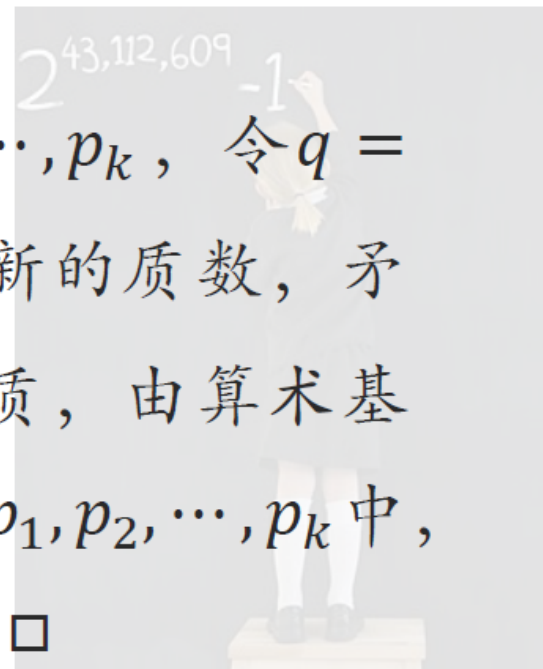 2^43,112,609 -1
··, p_k ，令q =
新的质数，矛
质，由算术基
p_1, p_2, ⋯, p_k 中，
□